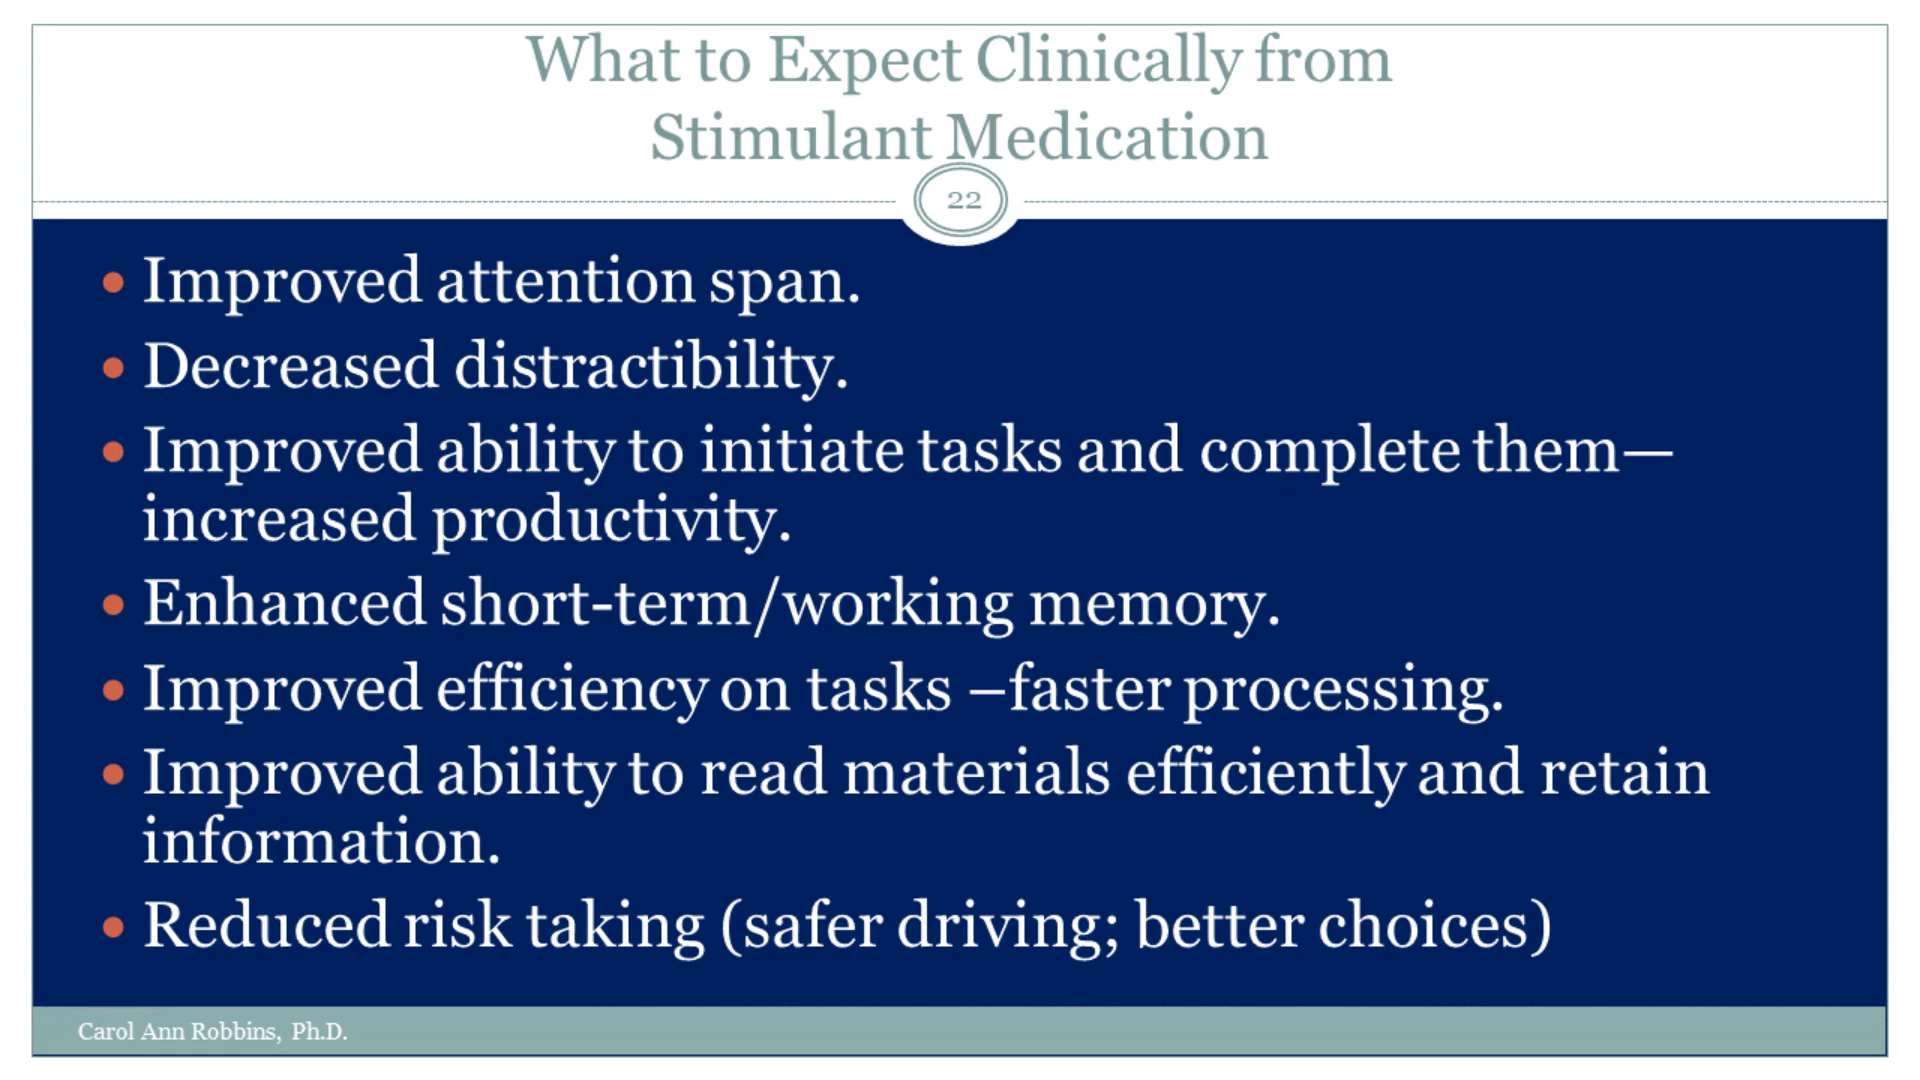 What to Expect Clinically from
Stimulant Medication
22
• Improved attention span.
• Decreased distractibility.
• Improved ability to initiate tasks and complete them—
increased productivity.
• Enhanced short-term/working memory.
• Improved efficiency on tasks –faster processing.
• Improved ability to read materials efficiently and retain
information.
• Reduced risk taking (safer driving; better choices)
Carol Ann Robbins, Ph.D.